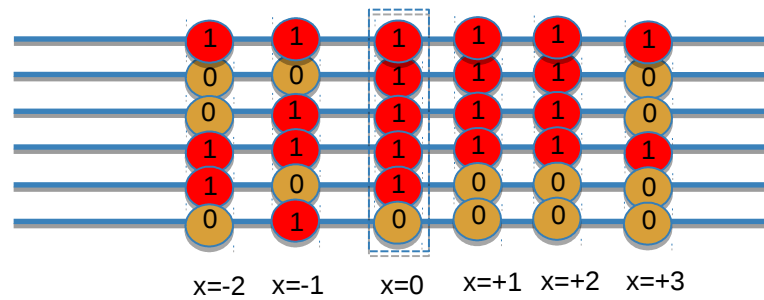 1 1 1 1 1 1
0 0 1 1 1 0
0 1 1 1 1 0
1 1 1 1 1 1
1 0 1 0 0 0
0 1 0 0 0 0
x=-2 x=-1 x=0 x=+1 x=+2 x=+3